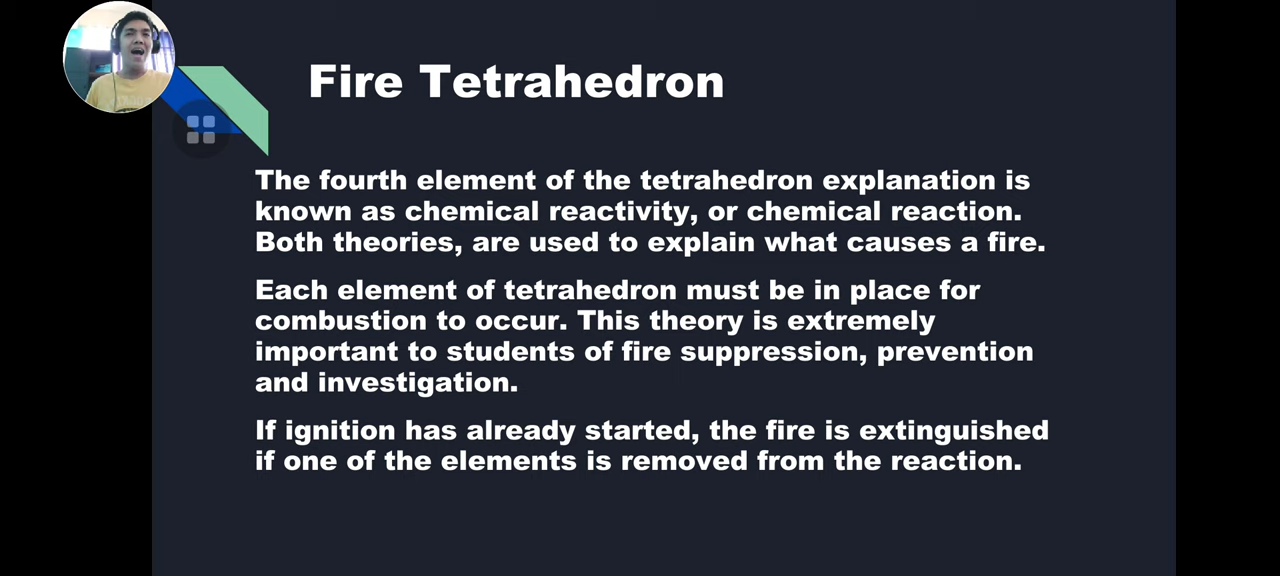 Fire Tetrahedron
The fourth element of the tetrahedron explanation is
known as chemical reactivity, or chemical reaction.
Both theories, are used to explain what causes a fire.
Each element of tetrahedron must be in place for
combustion to occur. This theory is extremely
important to students of fire suppression, prevention
and investigation.
If ignition has already started, the fire is extinguished
if one of the elements is removed from the reaction.